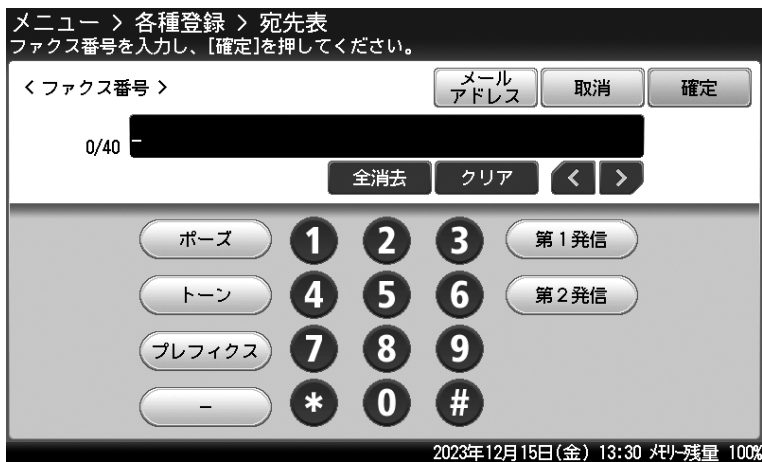 メニュー > 各種登録 > 宛先表
ファクス番号を入力し、[確定]を押してください。
<ファクス番号>
メール
アドレス
取消
確定
0/40
_
全消去
クリア
<
>
ポーズ
1
2
3
第1発信
トーン
4
5
6
第2発信
プレフィクス
7
8
9
-
*
0
#
2023年12月15日(金) 13:30 ﾒﾓﾘｰ残量 100%